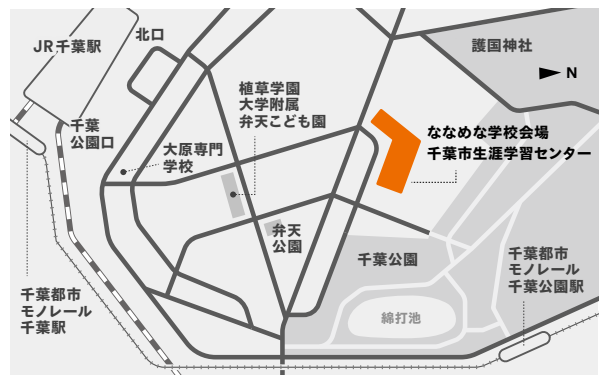 JR千葉駅
北口
千葉
公園口
大原専門
学校
植草学園
大学附属
弁天こども園
護国神社
N
ななめな学校会場
千葉市生涯学習センター
弁天
公園
千葉公園
綿打池
千葉都市
モノレール
千葉公園駅
千葉都市
モノレール
千葉駅